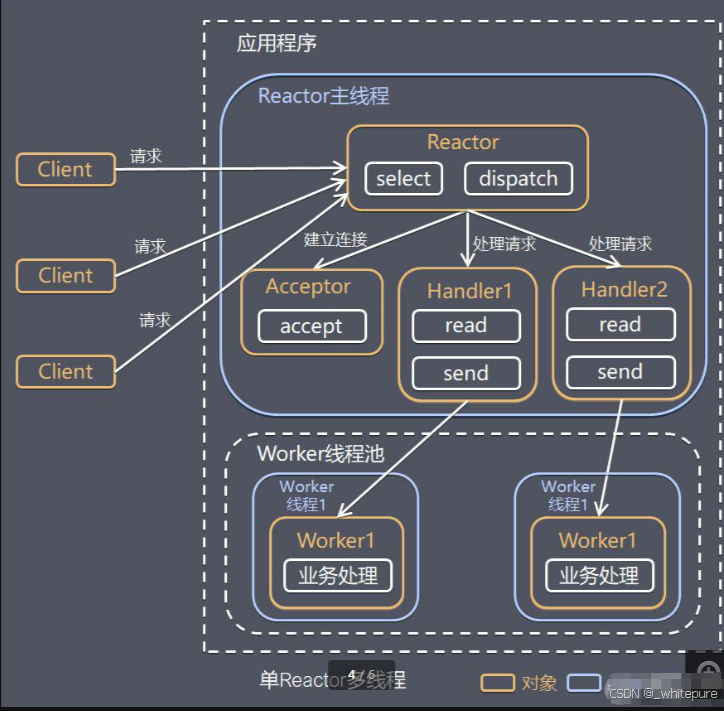 应用程序
Reactor主线程
Reactor
Client
请求
select
dispatch
建立连接
处理请求
处理请求
请求
Client
Acceptor
Handler1
Handler2
accept
read
read
请求
Client
send
send
Worker线程池
Worker
线程1
Worker
线程1
Worker1
Worker1
业务处理
业务处理
4 / 6
单Reactor多线程
对象
CSDN @_whitepure